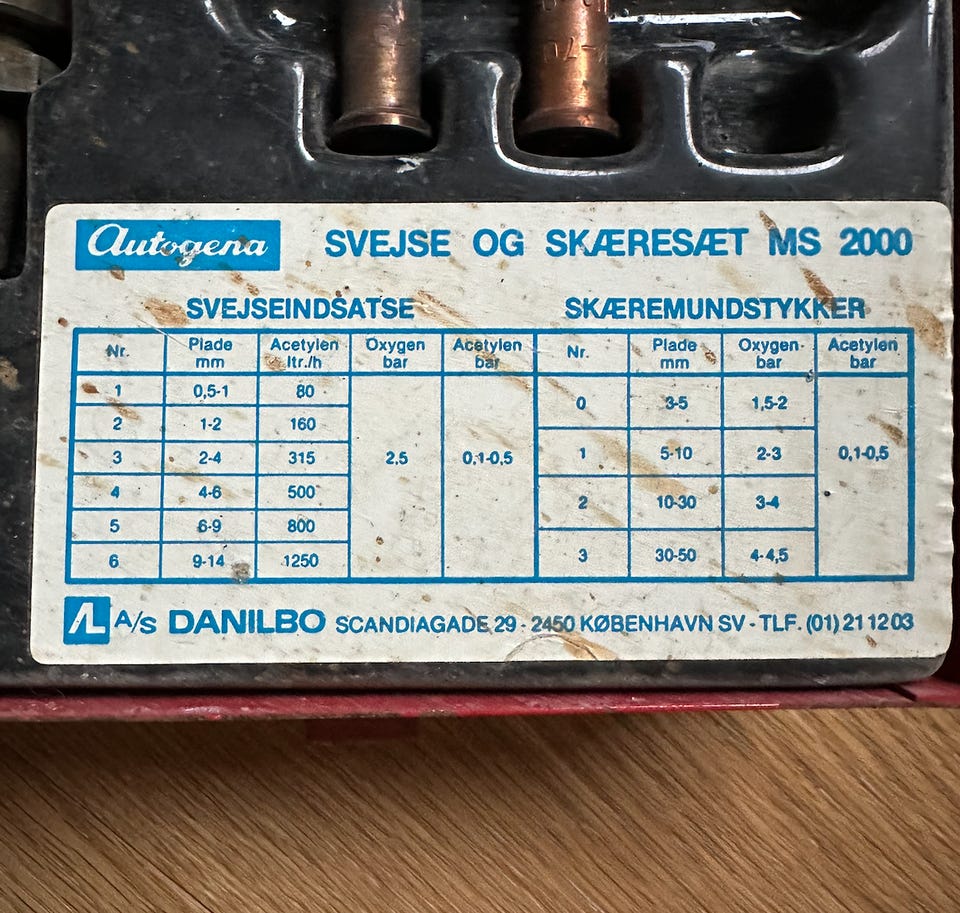 Autogena SVEJSE OG SKÆRESÆT MS 2000
SVEJSEINDSATSE
Nr. Plade mm Acetylen ltr./h Oxygen bar Acetylen bar
1 0,5-1 80
2 1-2 160
3 2-4 315 2,5 0,1-0,5
4 4-6 500
5 6-9 800
6 9-14 1250
SKÆREMUNDSTYKKER
Nr. Plade mm Oxygen bar Acetylen bar
0 3-5 1,5-2
1 5-10 2-3 0,1-0,5
2 10-30 3-4
3 30-50 4-4,5
A/s DANILBO SCANDIAGADE 29 - 2450 KØBENHAVN SV - TLF. (01) 21 12 03